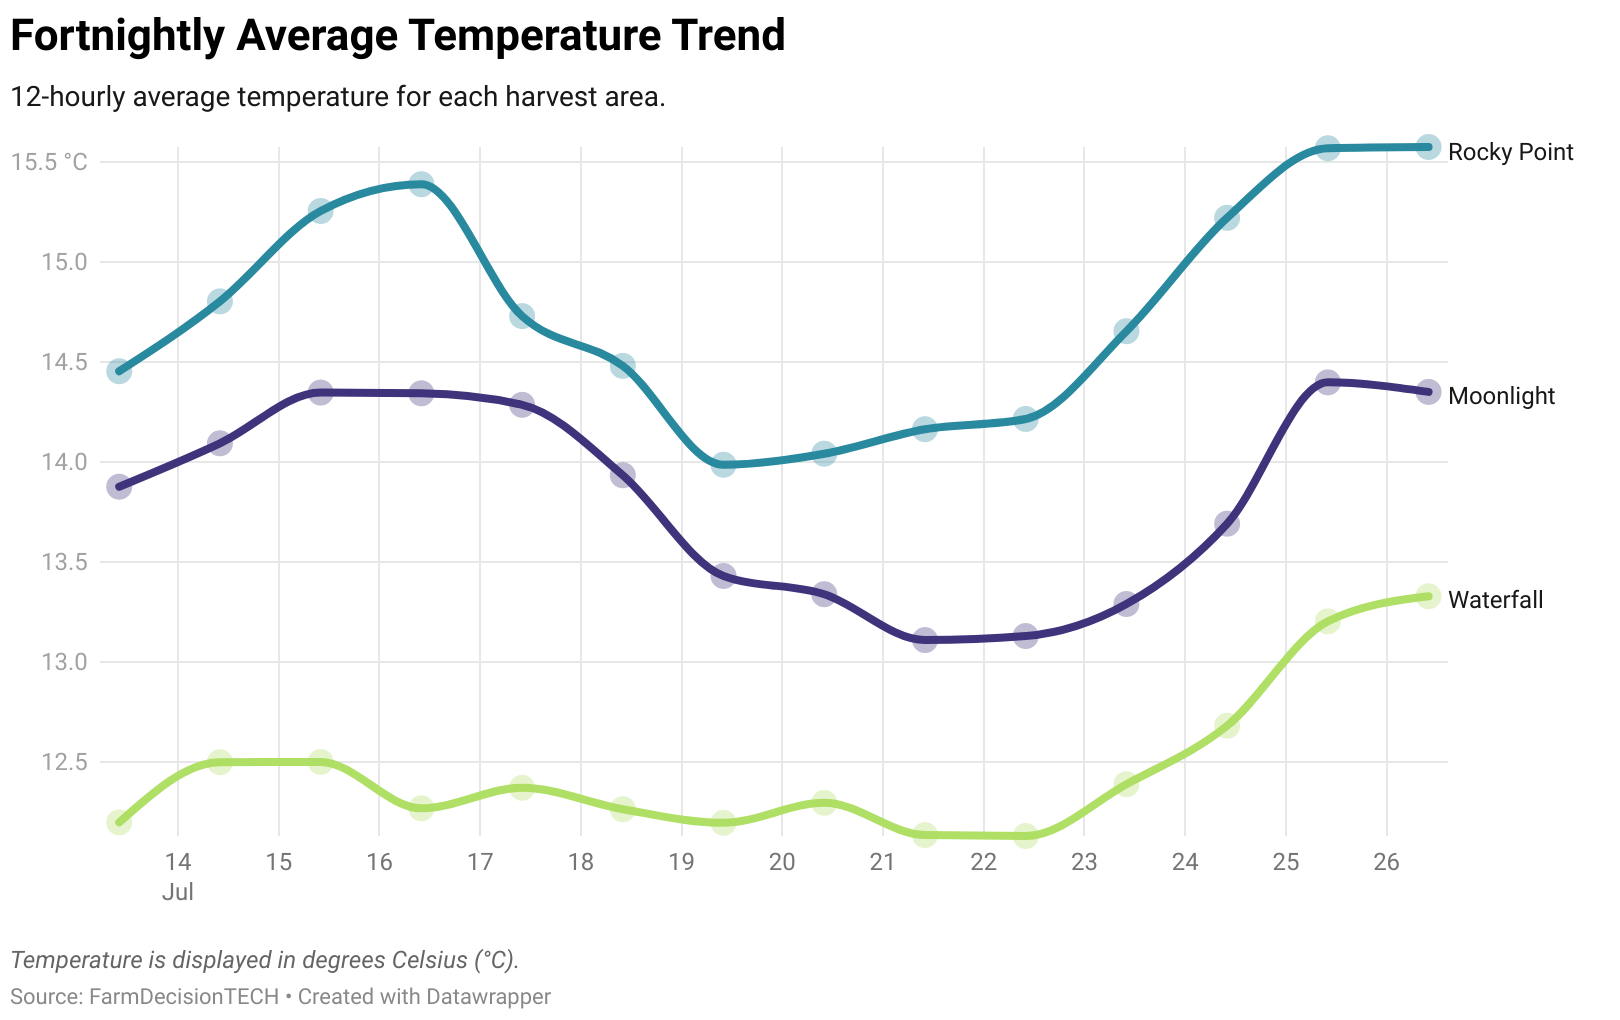 Fortnightly Average Temperature Trend
12-hourly average temperature for each harvest area.
15.5 °C
15.0
14.5
14.0
13.5
13.0
12.5
Rocky Point
Moonlight
Waterfall
14 15 16 17 18 19 20 21 22 23 24 25 26
Jul
Temperature is displayed in degrees Celsius (°C).
Source: FarmDecisionTECH • Created with Datawrapper